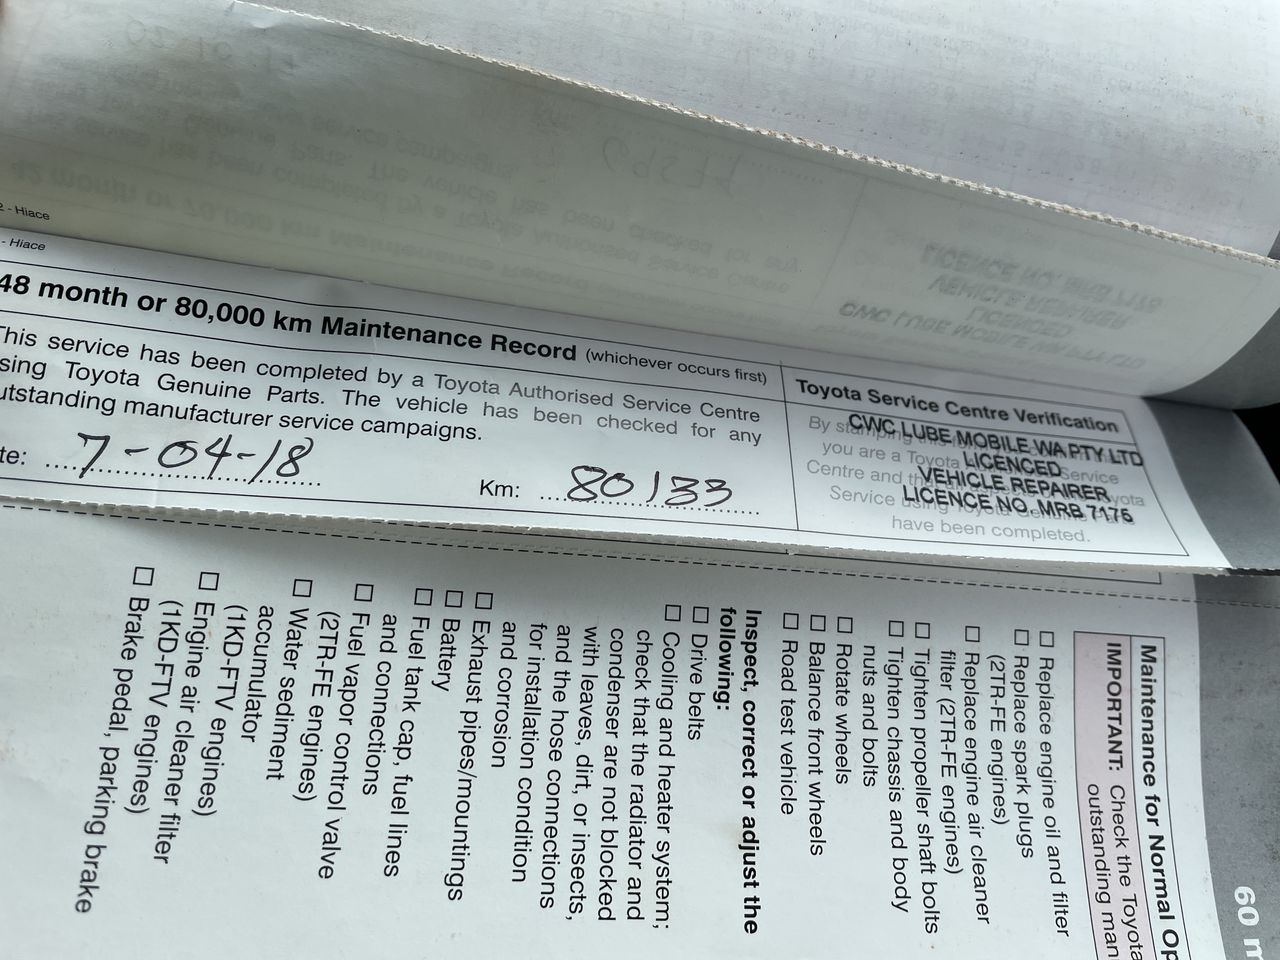 2 - Hiace
- Hiace
48 month or 80,000 km Maintenance Record (whichever occurs first)
This service has been completed by a Toyota Authorised Service Centre
sing Toyota Genuine Parts. The vehicle has been checked for any
utstanding manufacturer service campaigns.
te: 7-04-18
Km: 80133
Toyota Service Centre Verification
By stamping this
you are a Toyota Service
Centre and that Toyota
Service using
have been completed.
CWC LUBE MOBILE WA PTY LTD
LICENCED
VEHICLE REPAIRER
LICENCE NO. MRB 7176
Maintenance for Normal Op
IMPORTANT: Check the Toyota
outstanding man
☐ Replace engine oil and filter
☐ Replace spark plugs
(2TR-FE engines)
☐ Replace engine air cleaner
filter (2TR-FE engines)
☐ Tighten propeller shaft bolts
☐ Tighten chassis and body
nuts and bolts
☐ Rotate wheels
☐ Balance front wheels
☐ Road test vehicle
Inspect, correct or adjust the
following:
☐ Drive belts
☐ Cooling and heater system;
check that the radiator and
condenser are not blocked
with leaves, dirt, or insects,
and the hose connections
for installation condition
and corrosion
☐ Exhaust pipes/mountings
☐ Battery
☐ Fuel tank cap, fuel lines
and connections
☐ Fuel vapor control valve
(2TR-FE engines)
☐ Water sediment
accumulator
(1KD-FTV engines)
☐ Engine air cleaner filter
(1KD-FTV engines)
☐ Brake pedal, parking brake
60 m